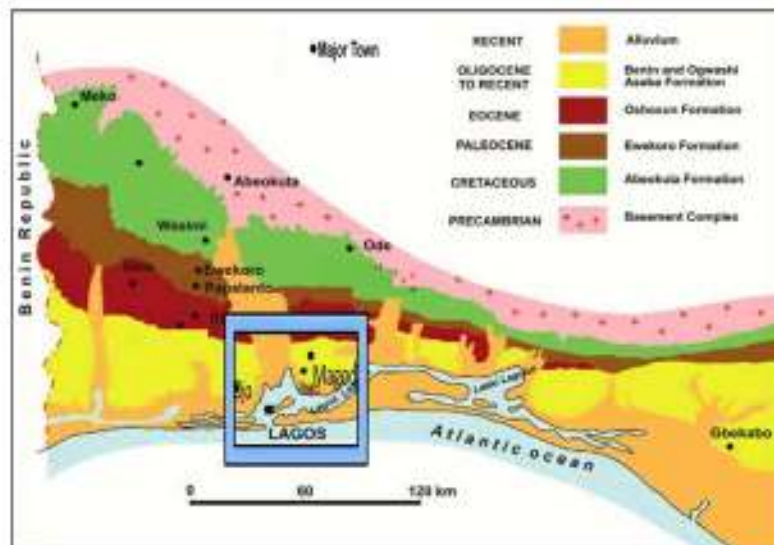 Major Town
RECENT Alluvium
OLIGOCENE Benin and Ogwashi
TO RECENT Asaba Formation
EOCENE Oshosun Formation
PALEOCENE Ewekoro Formation
CRETACEOUS Abeokuta Formation
PRECAMBRIAN Basement Complex
Benin Republic
Meko
Abeokuta
Wasimi
Ode
Ewekoro
Papalanto
Magod
LAGOS
Atlantic ocean
Gbekebo
0 60 120 km